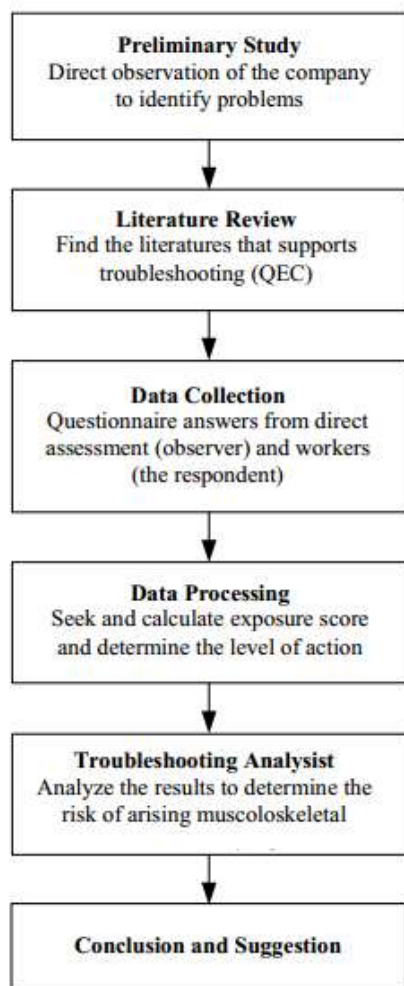 Preliminary Study
Direct observation of the company
to identify problems
Literature Review
Find the literatures that supports
troubleshooting (QEC)
Data Collection
Questionnaire answers from direct
assessment (observer) and workers
(the respondent)
Data Processing
Seek and calculate exposure score
and determine the level of action
Troubleshooting Analysist
Analyze the results to determine the
risk of arising muscoloskeletal
Conclusion and Suggestion